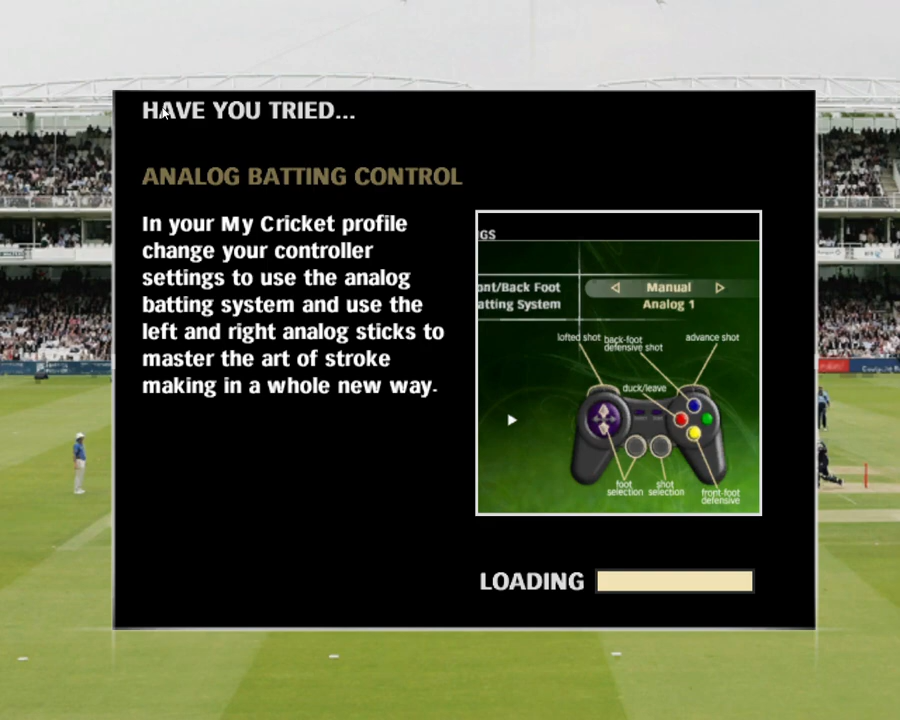 HAVE YOU TRIED...
ANALOG BATTING CONTROL
In your My Cricket profile
change your controller
settings to use the analog
batting system and use the
left and right analog sticks to
master the art of stroke
making in a whole new way.
GS
ont/Back Foot
Manual
atting System
Analog 1
lofted shot
back-foot
defensive shot
advance shot
duck/leave
foot
selection
shot
selection
front-foot
defensive
LOADING